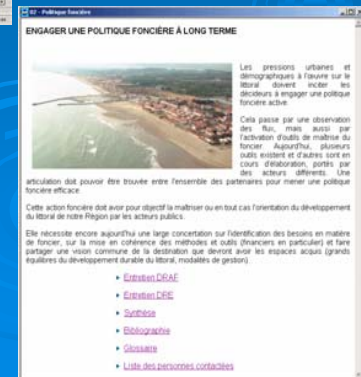 02 - Politique foncière
ENGAGER UNE POLITIQUE FONCIÈRE À LONG TERME
Les pressions urbaines et
démographiques à l'œuvre sur le
littoral doivent inciter les
décideurs à engager une politique
foncière active.
Cela passe par une observation
des flux, mais aussi par
l'activation d'outils de maîtrise du
foncier. Aujourd'hui, plusieurs
outils existent et d'autres sont en
cours d'élaboration, portés par
des acteurs différents. Une
articulation doit pouvoir être trouvée entre l'ensemble des partenaires pour mener une politique
foncière efficace.
Cette action foncière doit avoir pour objectif la maîtriser ou en tout cas l'orientation du développement
du littoral de notre Région par les acteurs publics.
Elle nécessite encore aujourd'hui une large concertation sur l'identification des besoins en matière
de foncier, sur la mise en cohérence des méthodes et outils (financiers en particulier) et faire
partager une vision commune de la destination que devront avoir les espaces acquis (grands
équilibres du développement durable du littoral, modalités de gestion).
Entretien DRAF
Entretien DRE
Synthèse
Bibliographie
Glossaire
Liste des personnes contactées